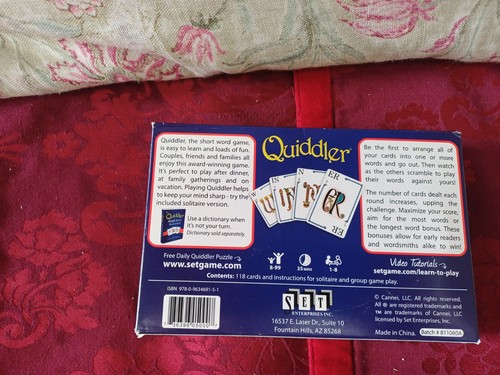 Quiddler
Quiddler, the short word game,
is easy to learn and loads of fun.
Couples, friends and families all
enjoy this award-winning game.
It's perfect to play after dinner,
at family gatherings and on
vacation. Playing Quiddler helps
to keep your mind sharp - try the
included solitaire version.
Quiddler
Use a dictionary when
it's not your turn.
Dictionary sold separately.
W
N
T
ER
ER
Be the first to arrange all of
your cards into one or more
words and go out. Then watch
as the others scramble to play
their words against yours!
The number of cards dealt each
round increases, upping the
challenge. Maximize your score,
aim for the most words or
the longest word bonus. These
bonuses allow for early readers
and wordsmiths alike to win!
Free Daily Quiddler Puzzle
www.setgame.com
8-99
35 MINS
1-8
Video Tutorials
setgame.com/learn-to-play
Contents: 118 cards and instructions for solitaire and group game play.
ISBN 978-0-9634691-5-1
SET
ENTERPRISES INC.
16537 E. Laser Dr., Suite 10
Fountain Hills, AZ 85268
© Cannei, LLC. All rights reserved.
All ® are registered trademarks and
™ are trademarks of Cannei, LLC
licensed by Set Enterprises, Inc.
Made in China.
Batch # 811060A